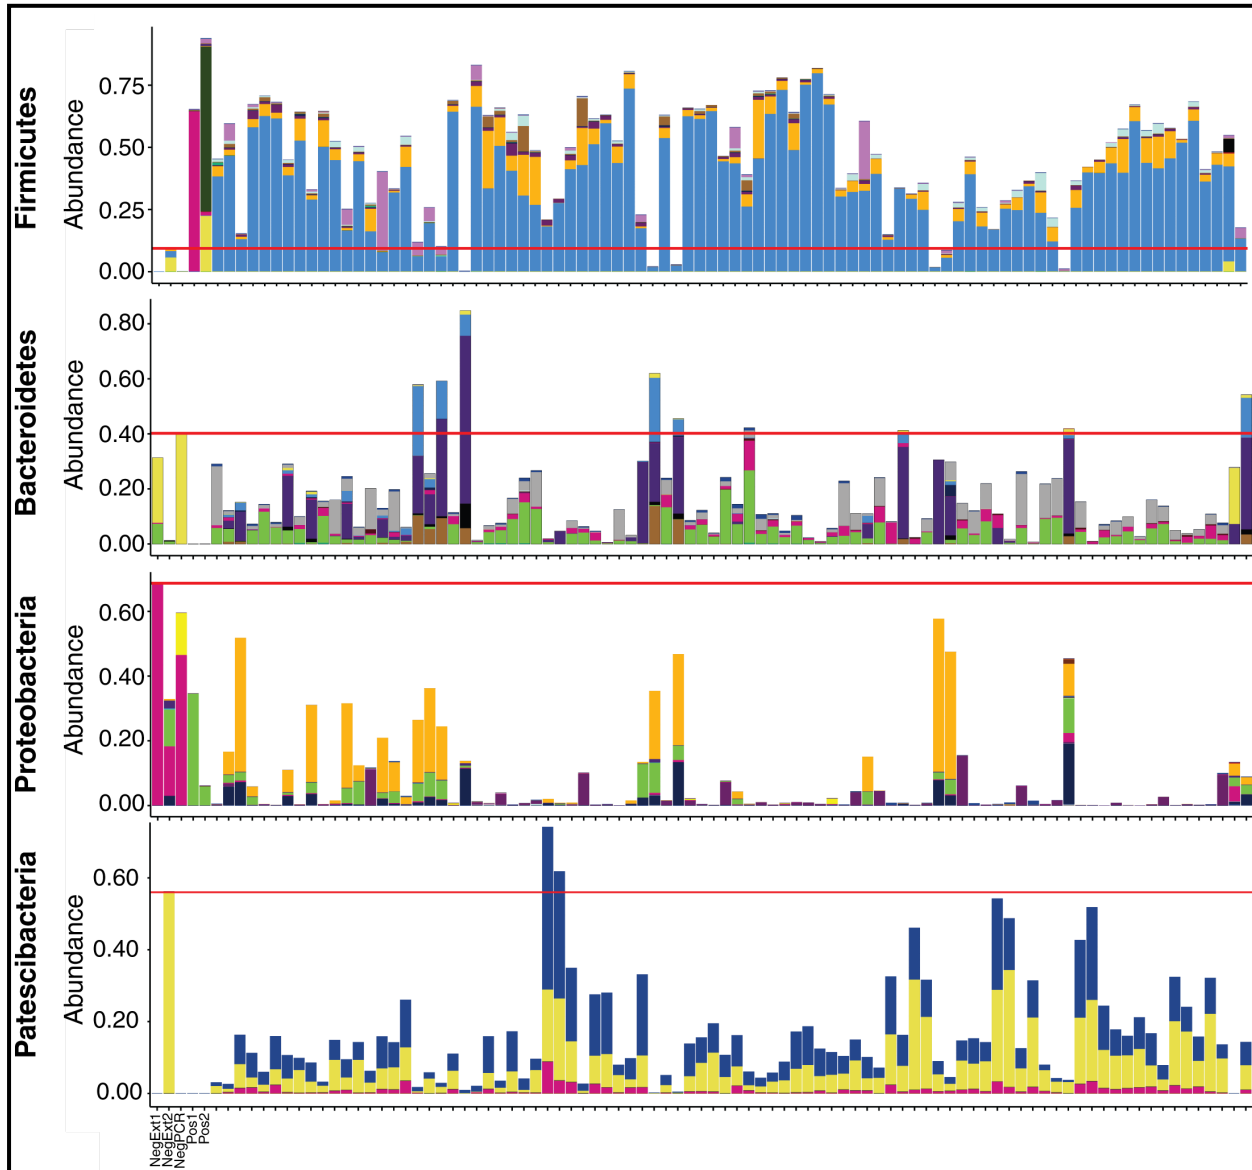 Firmicutes
Abundance
0.75
0.50
0.25
0.00
Bacteroidetes
Abundance
0.80
0.60
0.40
0.20
0.00
Proteobacteria
Abundance
0.60
0.40
0.20
0.00
Patescibacteria
Abundance
0.60
0.40
0.20
0.00
NegExt1
NegExt2
NegPCR
Pos1
Pos2